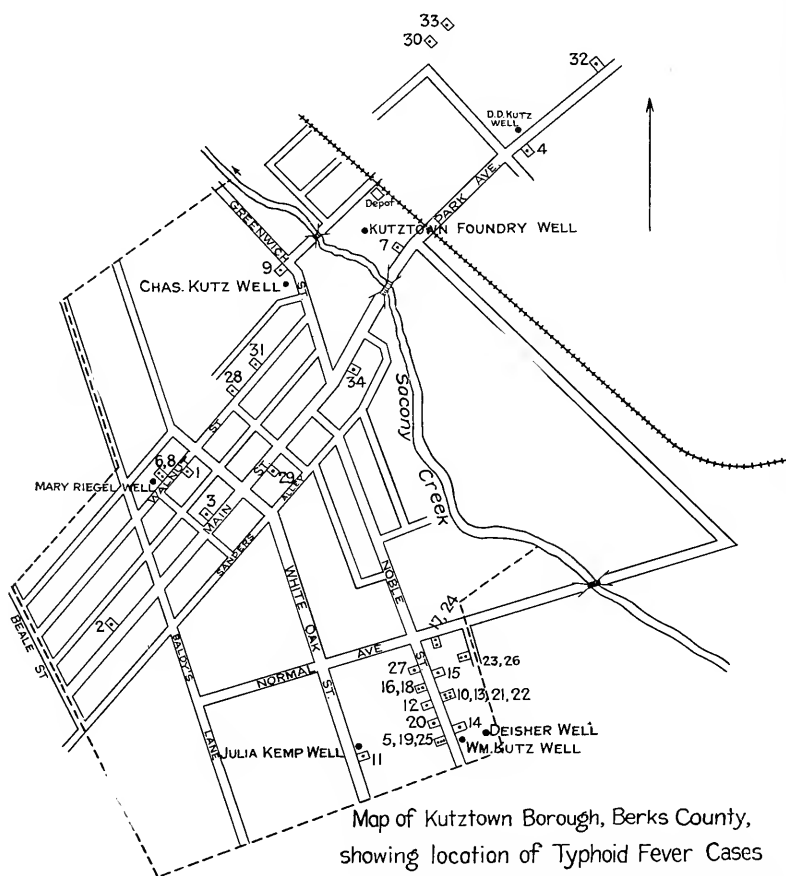 33
30
32
D.D. KUTZ
WELL
4
PARK AVE.
Depot
KUTZTOWN FOUNDRY WELL
7
GREENWICH ST
9
CHAS. KUTZ WELL
31
28
34
Sacony Creek
WALNUT ST
6,8
1
MARY RIEGEL WELL
29
3
MAIN ST
SANDERS ALLEY
2
BEALE ST
BALDY'S LANE
WHITE OAK ST.
NOBLE ST
NORMAL AVE
17, 24
23, 26
27
15
16, 18
10, 13, 21, 22
12
20
14
5, 19, 25
DEISHER WELL
WM. KUTZ WELL
JULIA KEMP WELL
11
Map of Kutztown Borough, Berks County,
showing location of Typhoid Fever Cases